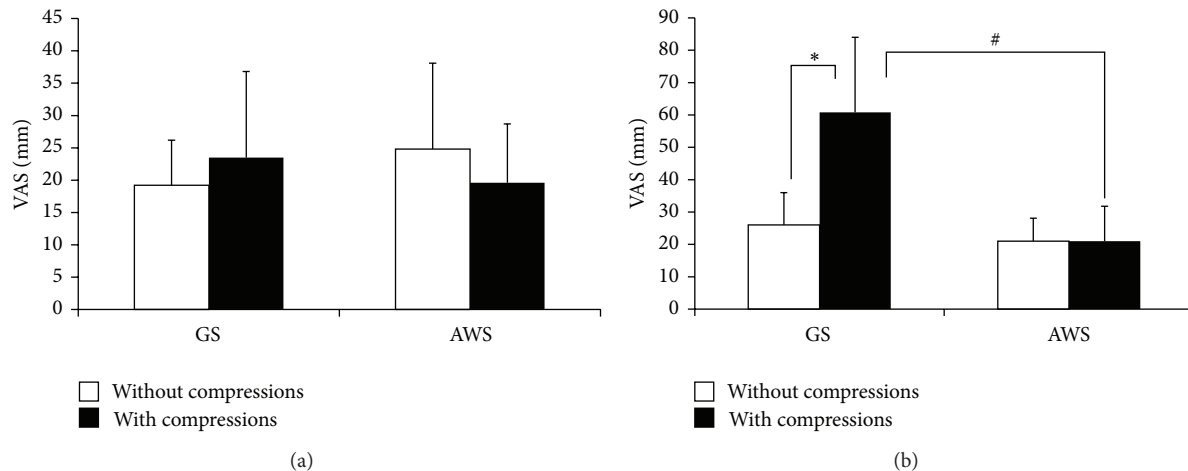 45
40
35
30
25
20
15
10
5
0
VAS (mm)
GS
AWS
Without compressions
With compressions
(a)
90
80
70
60
50
40
30
20
10
0
VAS (mm)
*
#
GS
AWS
Without compressions
With compressions
(b)